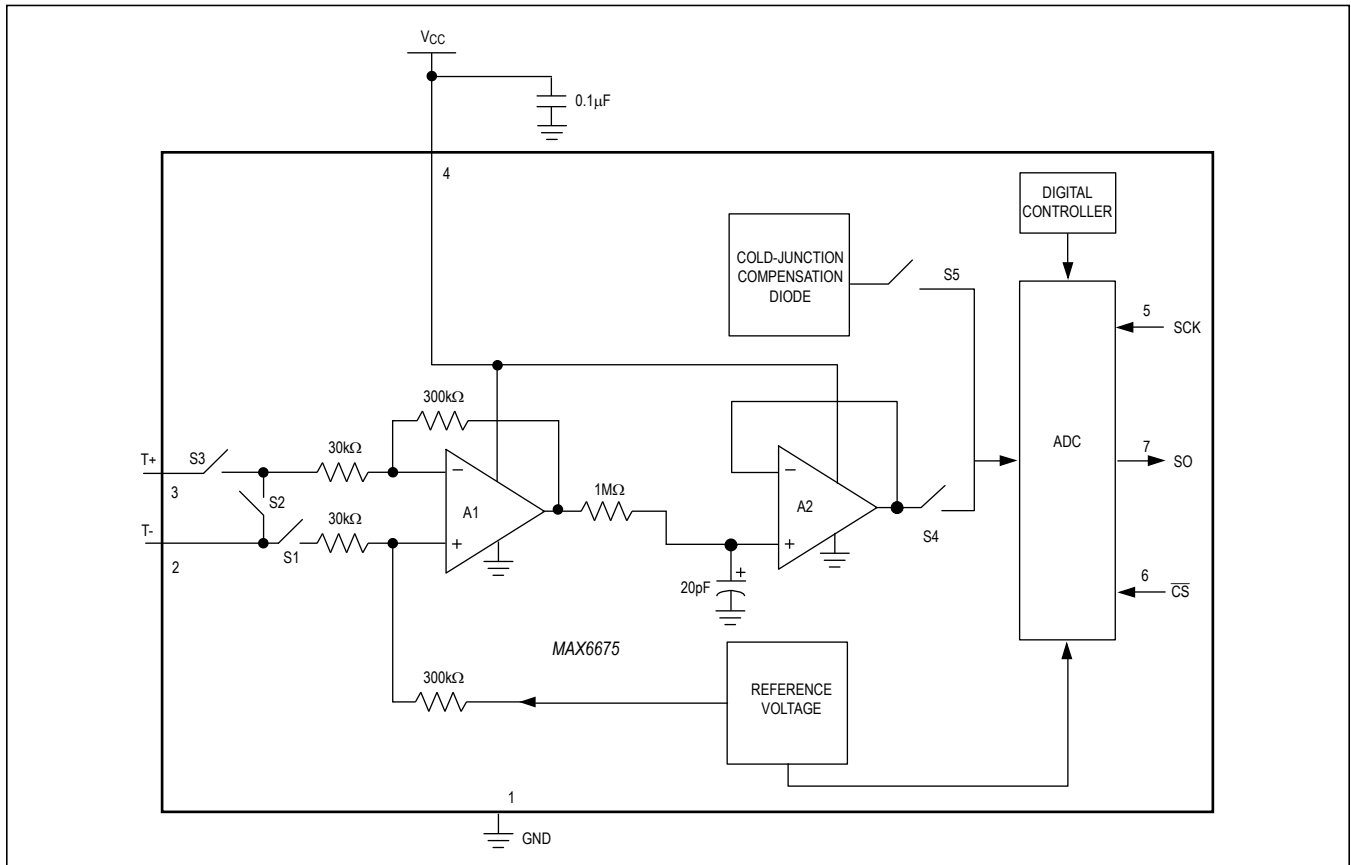 VCC
0.1µF
4
DIGITAL
CONTROLLER
COLD-JUNCTION
COMPENSATION
DIODE
S5
5
SCK
300kΩ
30kΩ
ADC
T+
S3
3
S2
7
SO
1MΩ
A1
A2
T-
30kΩ
S1
2
S4
20pF
+
6
CS
MAX6675
300kΩ
REFERENCE
VOLTAGE
1
GND
−
+
−
+